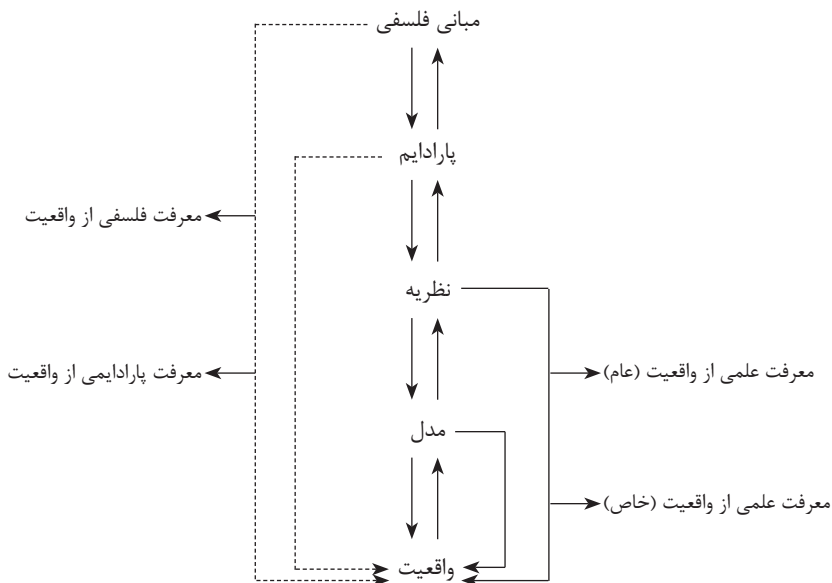 مبانی فلسفی
پارادایم
معرفت فلسفی از واقعیت
نظریه
معرفت علمی از واقعیت (عام)
معرفت پارادایمی از واقعیت
مدل
معرفت علمی از واقعیت (خاص)
واقعیت